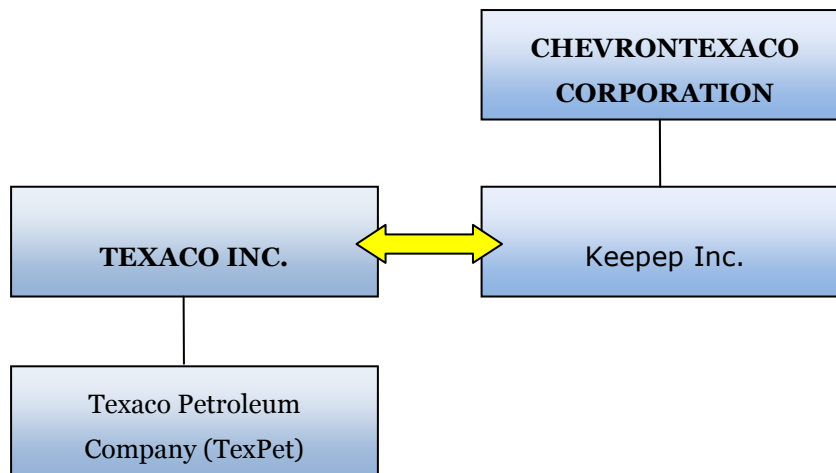 CHEVRONTEXACO
CORPORATION
TEXACO INC.
Keepep Inc.
Texaco Petroleum
Company (TexPet)